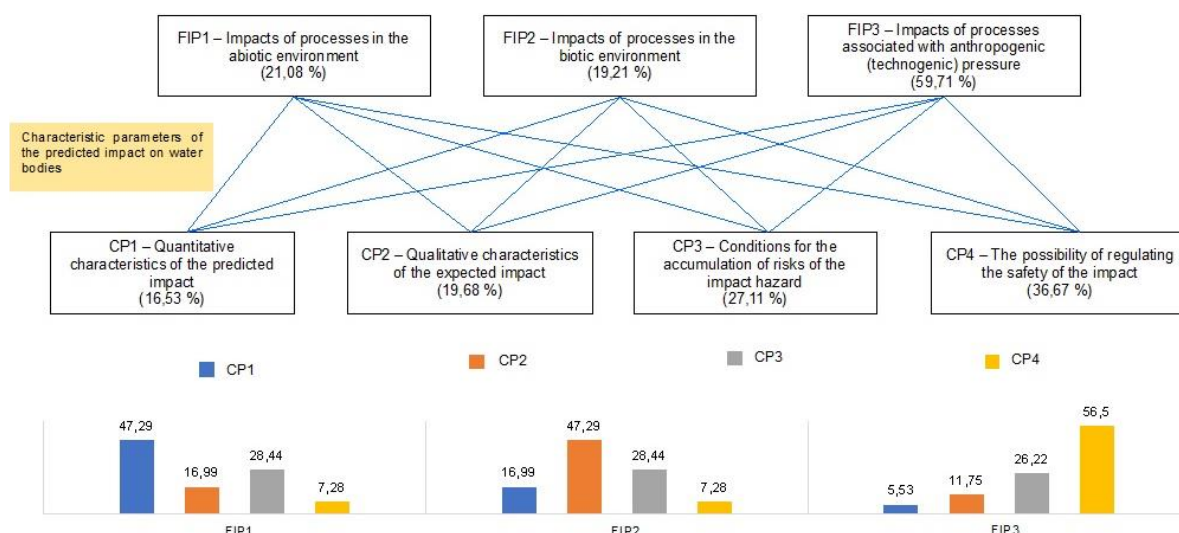 FIP1 – Impacts of processes in the
abiotic environment
(21,08 %)
FIP2 – Impacts of processes in the
biotic environment
(19,21 %)
FIP3 – Impacts of processes
associated with anthropogenic
(technogenic) pressure
(59,71 %)
Characteristic parameters of
the predicted impact on water
bodies
CP1 – Quantitative
characteristics of the predicted
impact
(16,53 %)
CP2 – Qualitative characteristics
of the expected impact
(19,68 %)
CP3 – Conditions for the
accumulation of risks of the
impact hazard
(27,11 %)
CP4 – The possibility of regulating
the safety of the impact
(36,67 %)
CP1
CP2
CP3
CP4
47,29
16,99
28,44
7,28
16,99
47,29
28,44
7,28
5,53
11,75
26,22
56,5
FIP1
FIP2
FIP3